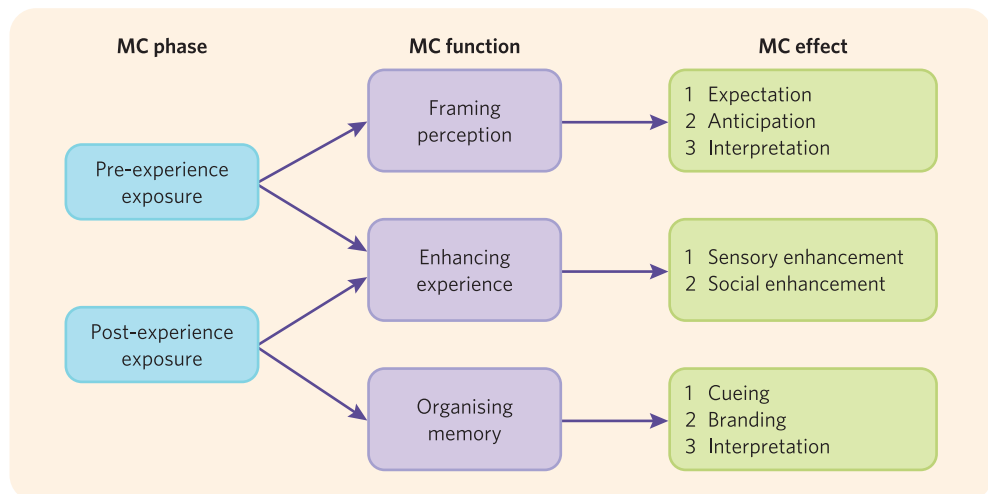 MC phase
MC function
MC effect
Pre-experience
exposure
Post-experience
exposure
Framing
perception
Enhancing
experience
Organising
memory
1 Expectation
2 Anticipation
3 Interpretation
1 Sensory enhancement
2 Social enhancement
1 Cueing
2 Branding
3 Interpretation